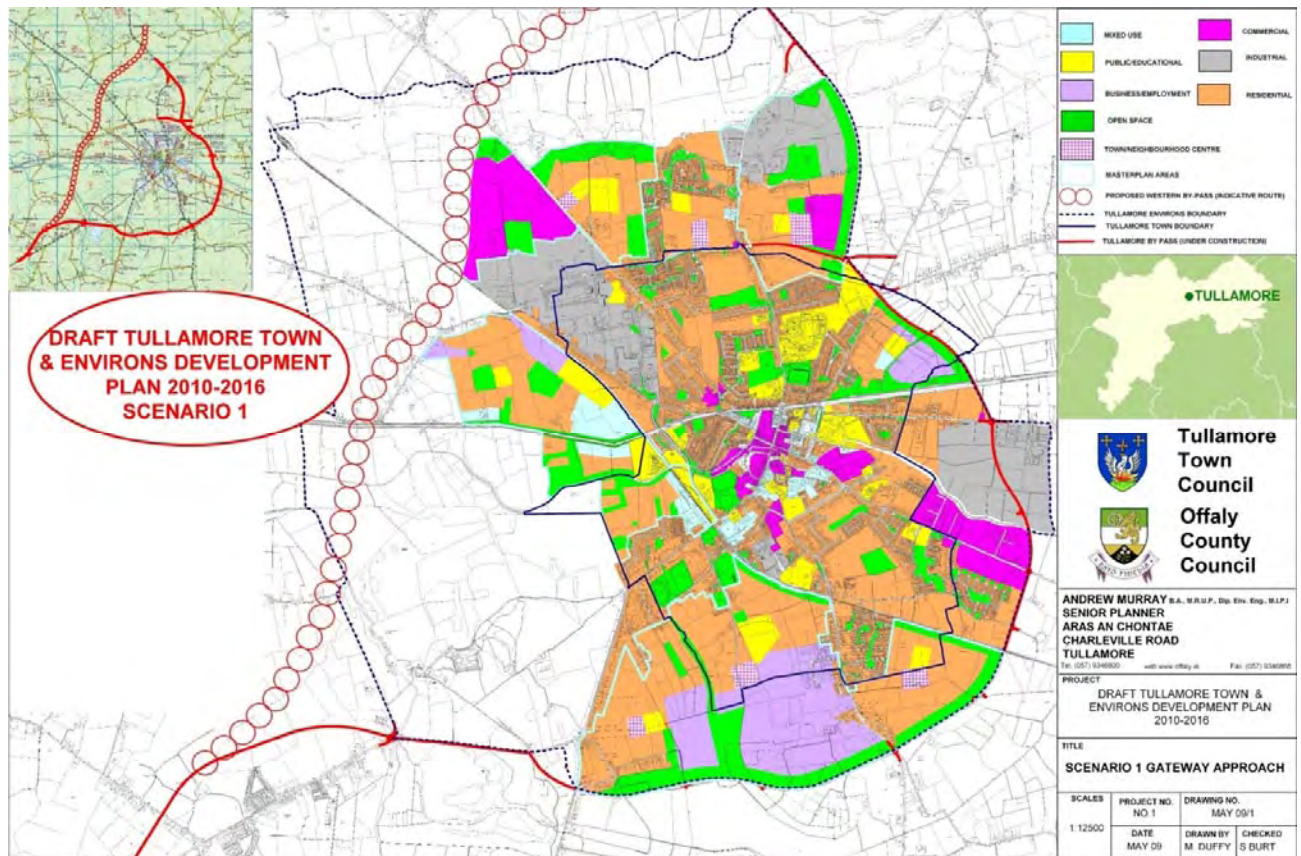 DRAFT TULLAMORE TOWN
& ENVIRONS DEVELOPMENT
PLAN 2010-2016
SCENARIO 1
MIXED USE
COMMERCIAL
PUBLIC/EDUCATIONAL
INDUSTRIAL
BUSINESS/EMPLOYMENT
RESIDENTIAL
OPEN SPACE
TOWN/NEIGHBOURHOOD CENTRE
MASTERPLAN AREAS
PROPOSED WESTERN BY-PASS (INDICATIVE ROUTE)
TULLAMORE ENVIRONS BOUNDARY
TULLAMORE TOWN BOUNDARY
TULLAMORE BY PASS (UNDER CONSTRUCTION)
TULLAMORE
Tullamore
Town
Council
Offaly
County
Council
ANDREW MURRAY B.A., M.R.U.P., Dip. Env. Eng., M.I.P.I
SENIOR PLANNER
ARAS AN CHONTAE
CHARLEVILLE ROAD
TULLAMORE
PROJECT
DRAFT TULLAMORE TOWN &
ENVIRONS DEVELOPMENT PLAN
2010-2016
TITLE
SCENARIO 1 GATEWAY APPROACH
SCALES
1:12500
PROJECT NO.
NO.1
DRAWING NO.
MAY 09/1
DATE
MAY 09
DRAWN BY
M. DUFFY
CHECKED
S BURT